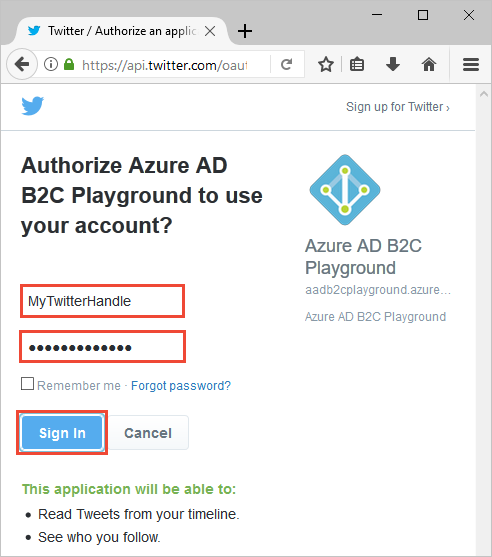 Twitter / Authorize an applic
https://api.twitter.com/oaut
Sign up for Twitter ›
Authorize Azure AD
B2C Playground to use
your account?
Azure AD B2C
Playground
aadb2cplayground.azure...
Azure AD B2C Playground
MyTwitterHandle
●●●●●●●●●●●●●
Remember me · Forgot password?
Sign In
Cancel
This application will be able to:
• Read Tweets from your timeline.
• See who you follow.